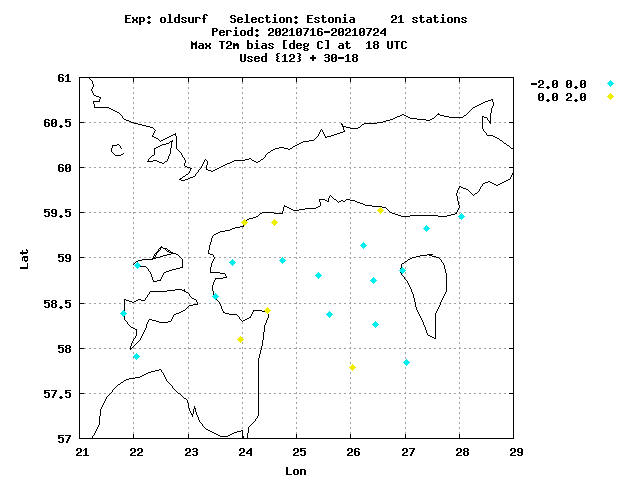 Exp: oldsurf   Selection: Estonia     21 stations
Period: 20210716-20210724
Max T2m bias [deg C] at  18 UTC
Used {12} + 30-18
-2.0 0.0
0.0 2.0
61
60.5
60
59.5
59
58.5
58
57.5
57
Lat
21 22 23 24 25 26 27 28 29
Lon